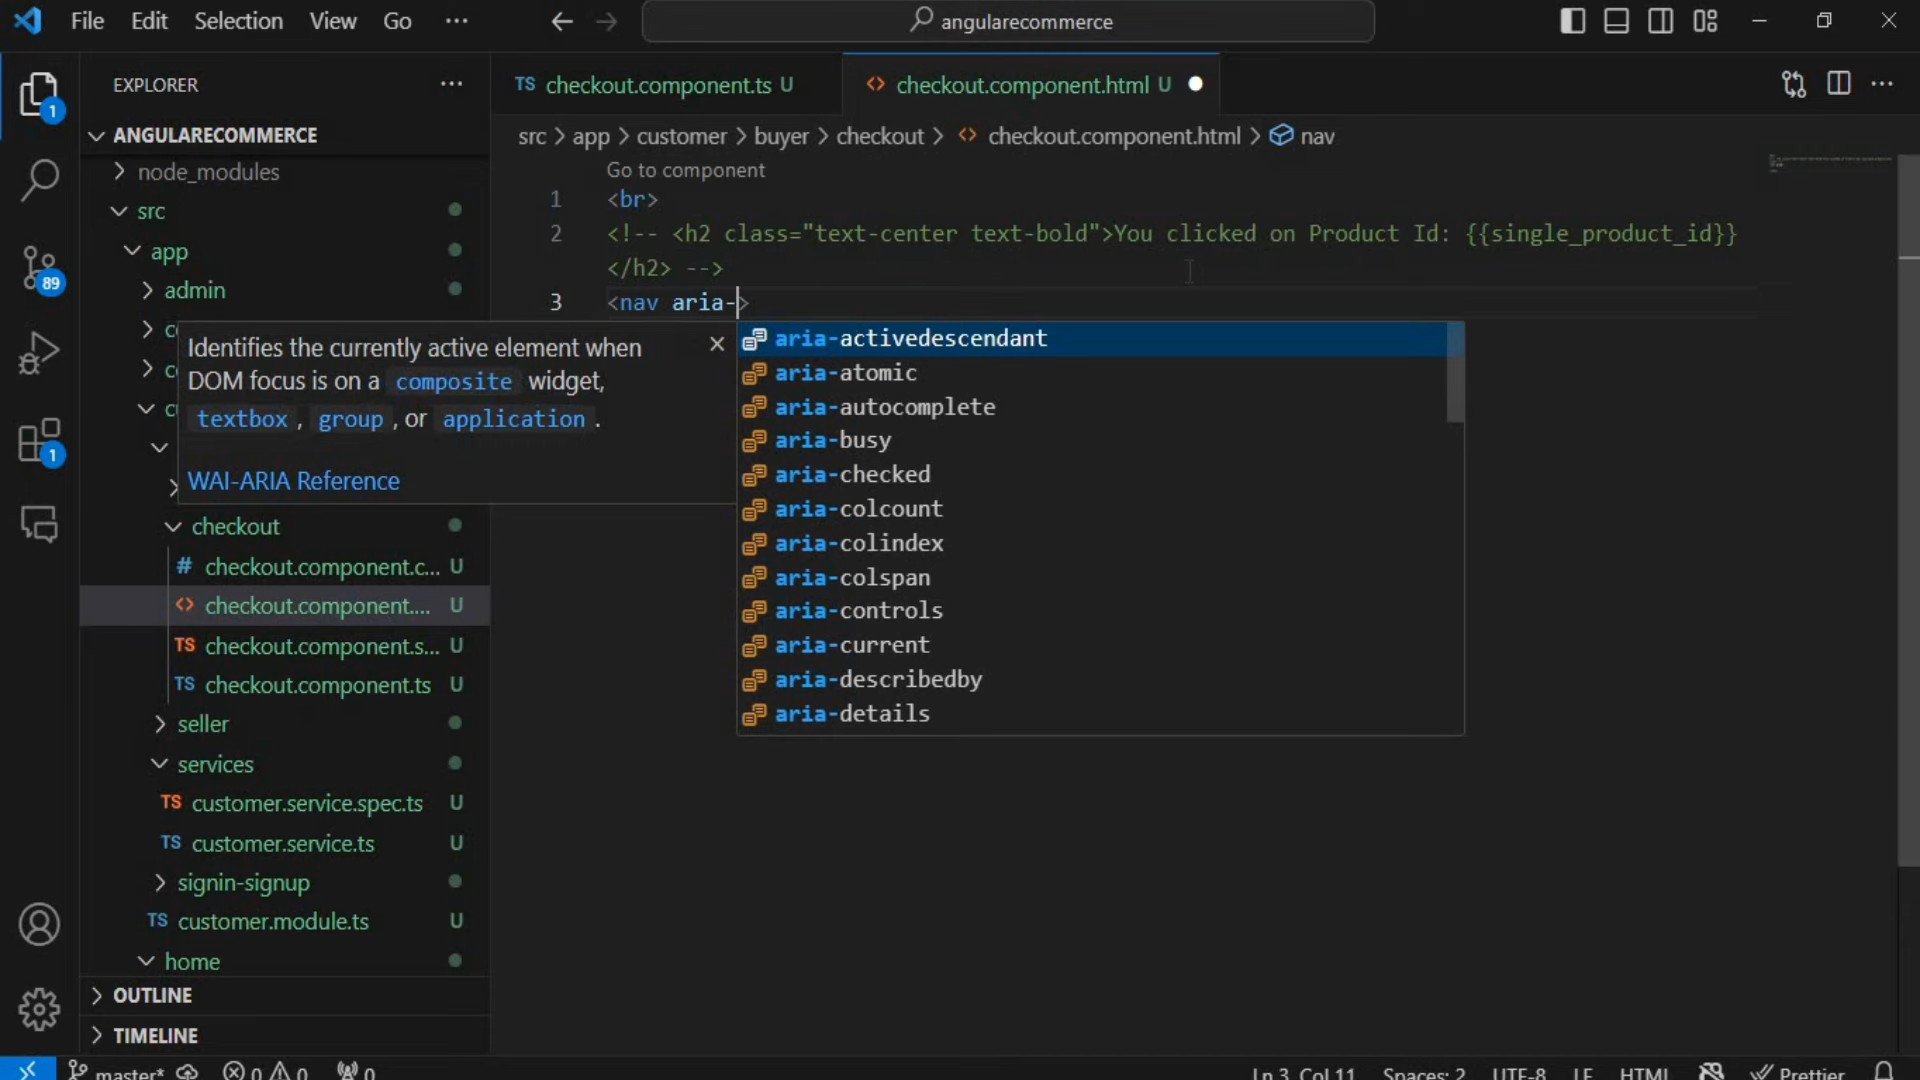 File Edit Selection View Go ···
angularecommerce
EXPLORER
ANGULARECOMMERCE
node_modules
src
app
admin
checkout
checkout.component.c... U
checkout.component.... U
checkout.component.s... U
checkout.component.ts U
seller
services
customer.service.spec.ts U
customer.service.ts U
signin-signup
customer.module.ts U
home
OUTLINE
TIMELINE
1
89
1
TS checkout.component.ts U
<> checkout.component.html U
src > app > customer > buyer > checkout > <> checkout.component.html > nav
Go to component
1 <br>
2 <!-- <h2 class="text-center text-bold">You clicked on Product Id: {{single_product_id}}
</h2> -->
3 <nav aria->
Identifies the currently active element when
DOM focus is on a composite widget,
textbox , group , or application .
WAI-ARIA Reference
aria-activedescendant
aria-atomic
aria-autocomplete
aria-busy
aria-checked
aria-colcount
aria-colindex
aria-colspan
aria-controls
aria-current
aria-describedby
aria-details
master* 0 0 0 Ln 3, Col 11 Spaces: 2 UTF-8 LF HTML Prettier